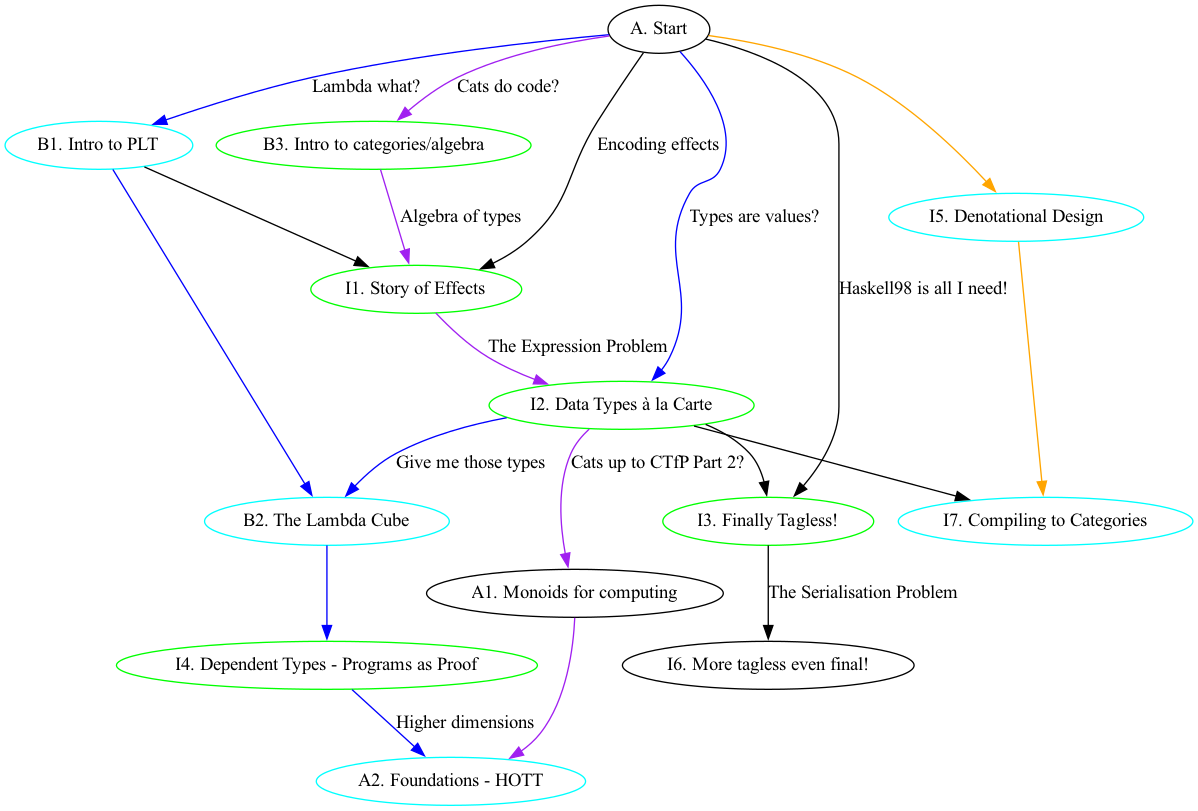 A. Start
Lambda what?
Cats do code?
B1. Intro to PLT
B3. Intro to categories/algebra
Encoding effects
Algebra of types
Types are values?
I5. Denotational Design
I1. Story of Effects
Haskell98 is all I need!
The Expression Problem
I2. Data Types à la Carte
Give me those types
Cats up to CTfP Part 2?
B2. The Lambda Cube
I3. Finally Tagless!
I7. Compiling to Categories
A1. Monoids for computing
The Serialisation Problem
I4. Dependent Types - Programs as Proof
I6. More tagless even final!
Higher dimensions
A2. Foundations - HOTT